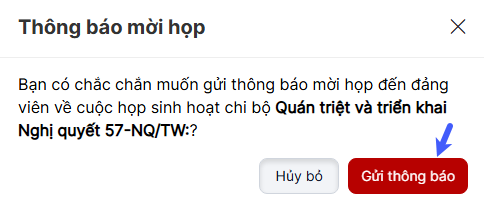 Thông báo mời họp
Bạn có chắc chắn muốn gửi thông báo mời họp đến đảng
viên về cuộc họp sinh hoạt chi bộ Quán triệt và triển khai
Nghị quyết 57-NQ/TW:?
Hủy bỏ
Gửi thông báo